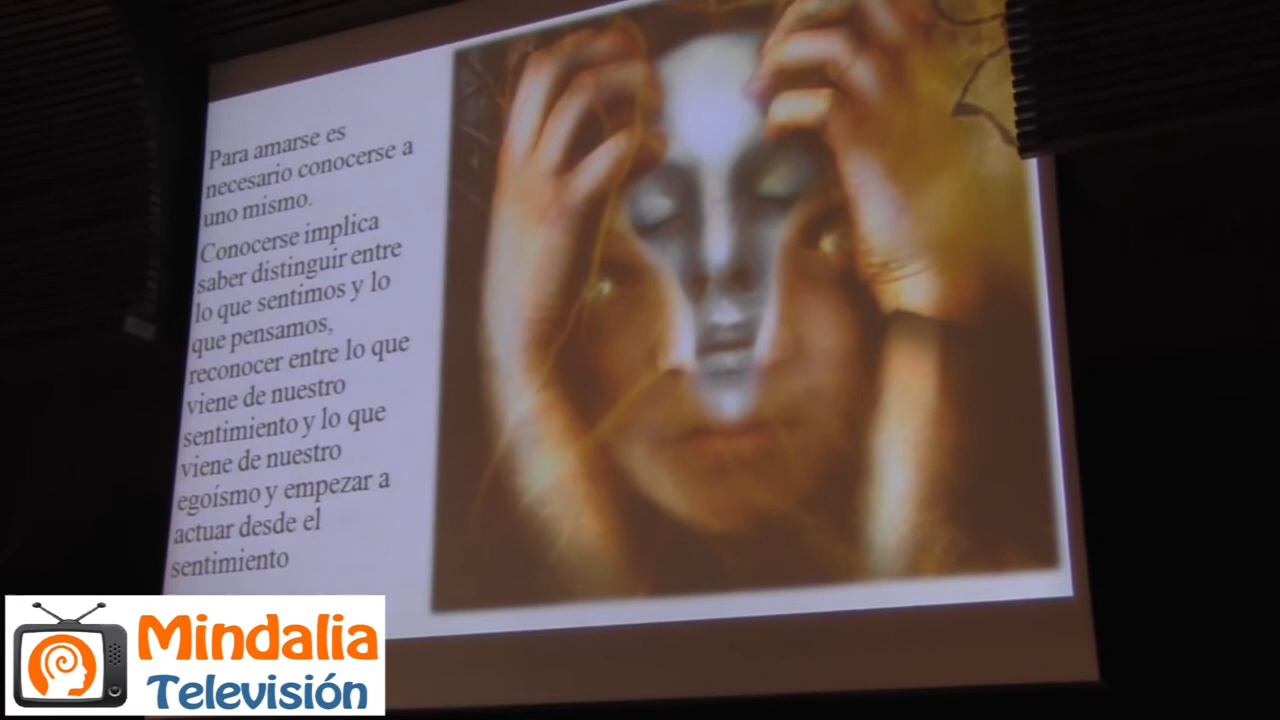 Para amarse es
necesario conocerse a
uno mismo.
Conocerse implica
saber distinguir entre
lo que sentimos y lo
que pensamos,
reconocer entre lo que
viene de nuestro
sentimiento y lo que
viene de nuestro
egoísmo y empezar a
actuar desde el
sentimiento
Mindalia
Televisión